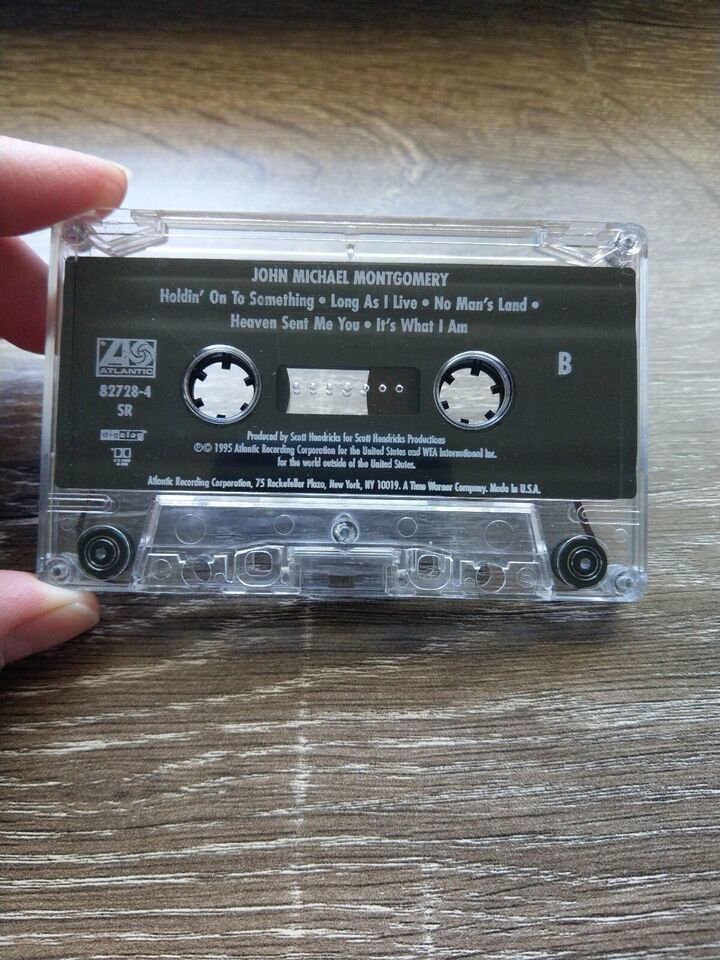 JOHN MICHAEL MONTGOMERY
Holdin' On To Something • Long As I Live • No Man's Land •
Heaven Sent Me You • It's What I Am
ATLANTIC
82728-4
SR
B
digalog
Produced by Scott Hendricks for Scott Hendricks Productions
℗© 1995 Atlantic Recording Corporation for the United States and WEA International Inc.
for the world outside of the United States.
Atlantic Recording Corporation, 75 Rockefeller Plaza, New York, NY 10019. A Time Warner Company. Made In U.S.A.